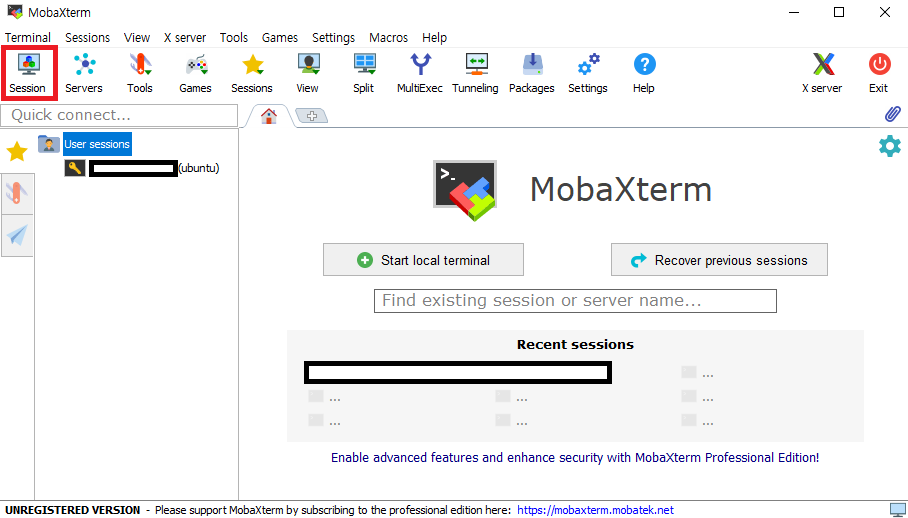 MobaXterm
Terminal Sessions View X server Tools Games Settings Macros Help
Session Servers Tools Games Sessions View Split MultiExec Tunneling Packages Settings Help X server Exit
Quick connect...
User sessions
(ubuntu)
>_
MobaXterm
Start local terminal Recover previous sessions
Find existing session or server name...
Recent sessions
...
... ... ...
... ... ...
Enable advanced features and enhance security with MobaXterm Professional Edition!
UNREGISTERED VERSION - Please support MobaXterm by subscribing to the professional edition here: https://mobaxterm.mobatek.net